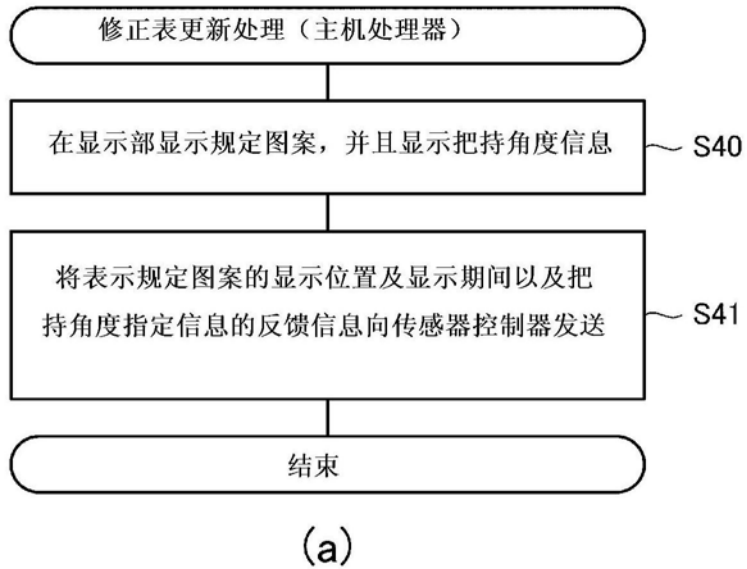 修正表更新处理（主机处理器）
在显示部显示规定图案，并且显示把持角度信息
S40
将表示规定图案的显示位置及显示期间以及把
持角度指定信息的反馈信息向传感器控制器发送
S41
结束
(a)